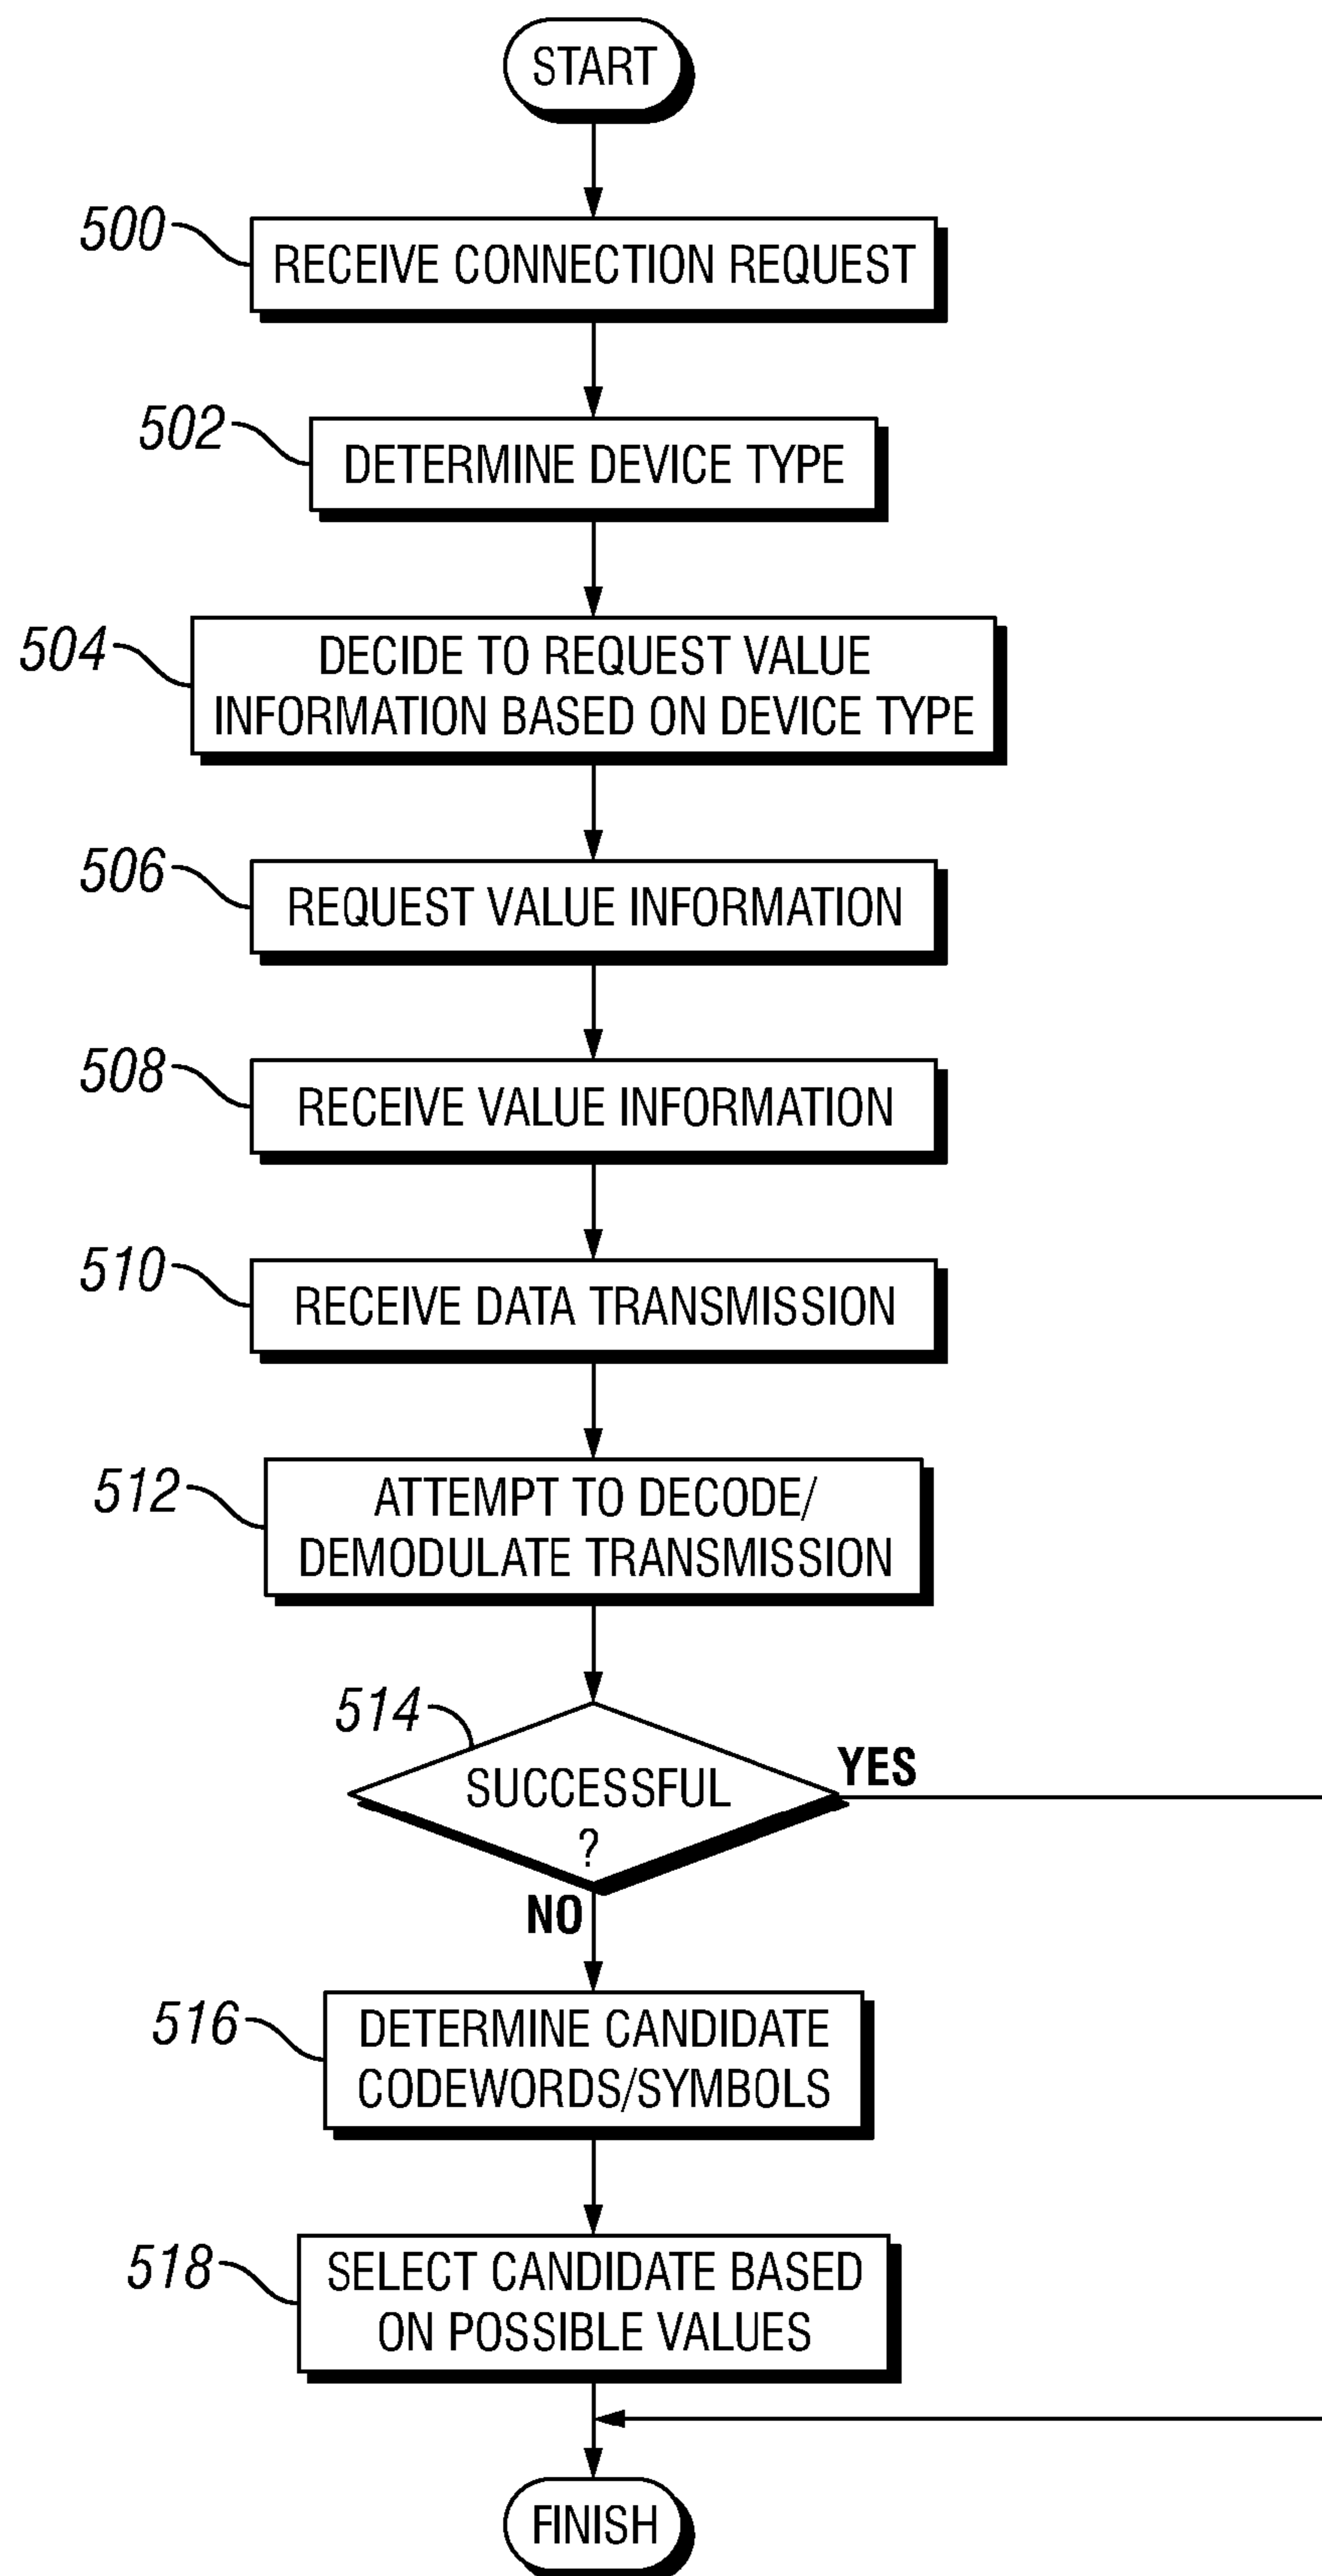 START
500
RECEIVE CONNECTION REQUEST
502
DETERMINE DEVICE TYPE
504
DECIDE TO REQUEST VALUE
INFORMATION BASED ON DEVICE TYPE
506
REQUEST VALUE INFORMATION
508
RECEIVE VALUE INFORMATION
510
RECEIVE DATA TRANSMISSION
512
ATTEMPT TO DECODE/
DEMODULATE TRANSMISSION
514
SUCCESSFUL
?
YES
NO
516
DETERMINE CANDIDATE
CODEWORDS/SYMBOLS
518
SELECT CANDIDATE BASED
ON POSSIBLE VALUES
FINISH